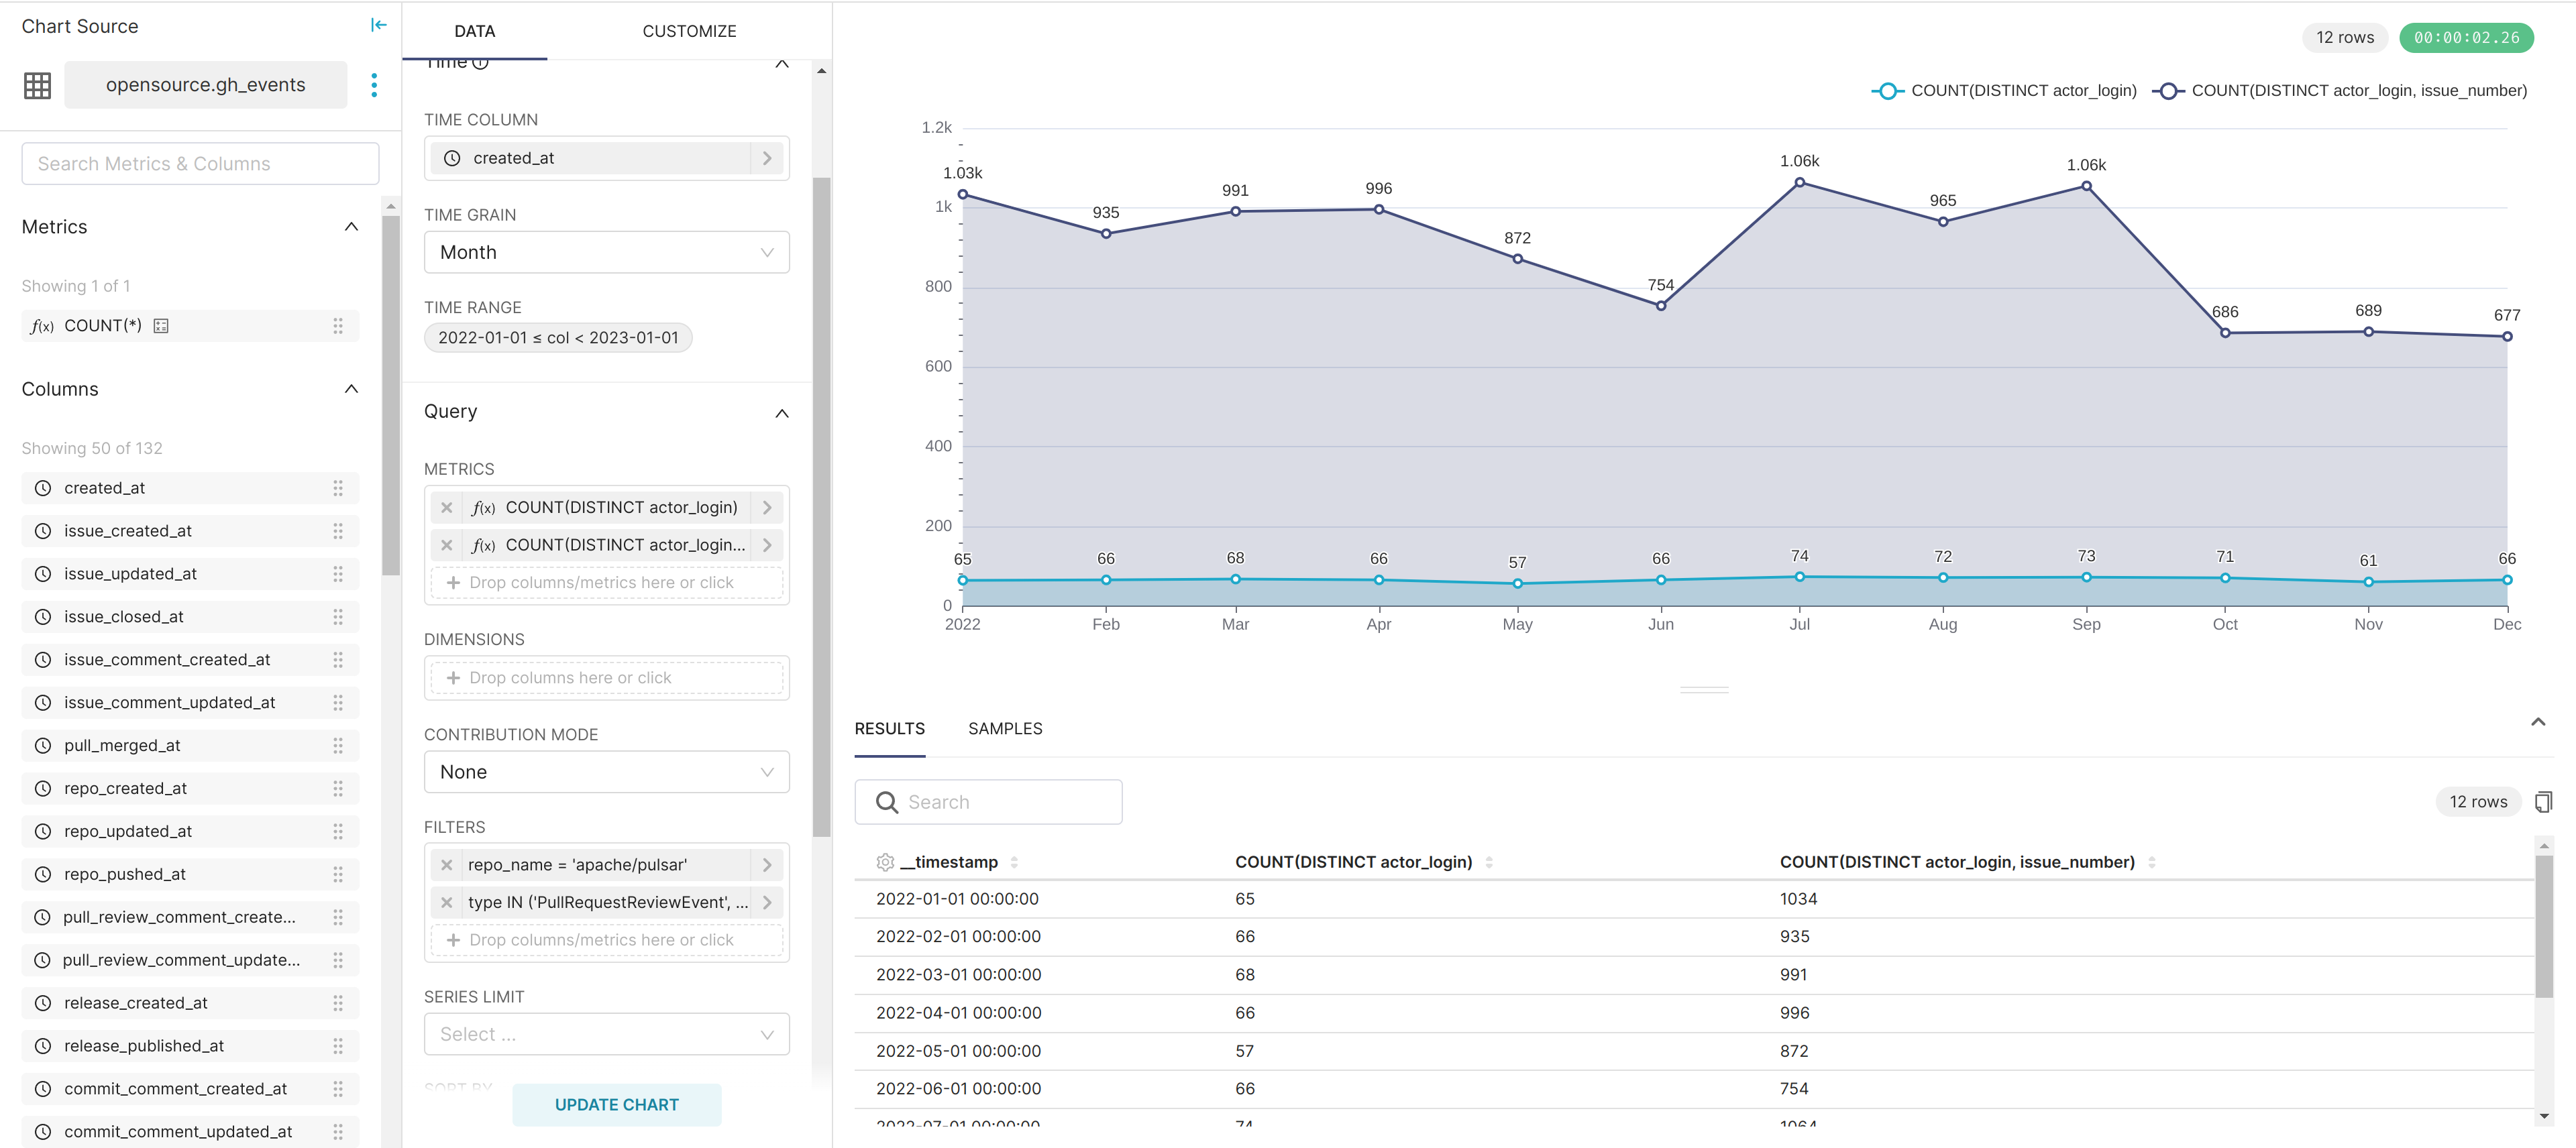 Chart Source
opensource.gh_events
Search Metrics & Columns
Metrics
Showing 1 of 1
f(x) COUNT(*)
Columns
Showing 50 of 132
created_at
issue_created_at
issue_updated_at
issue_closed_at
issue_comment_created_at
issue_comment_updated_at
pull_merged_at
repo_created_at
repo_updated_at
repo_pushed_at
pull_review_comment_create...
pull_review_comment_update...
release_created_at
release_published_at
commit_comment_created_at
commit_comment_updated_at
DATA CUSTOMIZE
Time
TIME COLUMN
created_at
TIME GRAIN
Month
TIME RANGE
2022-01-01 ≤ col < 2023-01-01
Query
METRICS
f(x) COUNT(DISTINCT actor_login)
f(x) COUNT(DISTINCT actor_login...
Drop columns/metrics here or click
DIMENSIONS
Drop columns here or click
CONTRIBUTION MODE
None
FILTERS
repo_name = 'apache/pulsar'
type IN ('PullRequestReviewEvent', ...
Drop columns/metrics here or click
SERIES LIMIT
Select ...
SORT BY
UPDATE CHART
12 rows 00:00:02.26
COUNT(DISTINCT actor_login) COUNT(DISTINCT actor_login, issue_number)
1.2k
1k
800
600
400
200
0
1.03k 935 991 996 872 754 1.06k 965 1.06k 686 689 677
65 66 68 66 57 66 74 72 73 71 61 66
2022 Feb Mar Apr May Jun Jul Aug Sep Oct Nov Dec
RESULTS SAMPLES
Search
12 rows
__timestamp COUNT(DISTINCT actor_login) COUNT(DISTINCT actor_login, issue_number)
2022-01-01 00:00:00 65 1034
2022-02-01 00:00:00 66 935
2022-03-01 00:00:00 68 991
2022-04-01 00:00:00 66 996
2022-05-01 00:00:00 57 872
2022-06-01 00:00:00 66 754
2022-07-01 00:00:00 74 1064